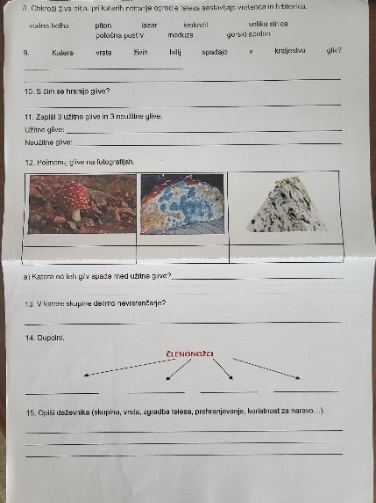 8. Obkroži živa bitja, pri katerih notranje ogrodje telesa sestavljajo vretenca in hrbtenica.
vodna bolha piton lazar krokodil velika sinica
potočna postrv meduza gorski apolon
9. Katere vrste živih bitij spadajo v kraljestvo gliv?
10. S čim se hranijo glive?
11. Zapiši 3 užitne glive in 3 neužitne glive.
Užitne glive:
Neužitne glive:
12. Poimenuj glive na fotografijah.
a) Katera od teh gliv spada med užitne glive?
13. V katere skupine delimo nevretenčarje?
14. Dopolni.
ČLENONOŽCI
15. Opiši deževnika (skupina, vrsta, zgradba telesa, prehranjevanje, koristnost za naravo…).